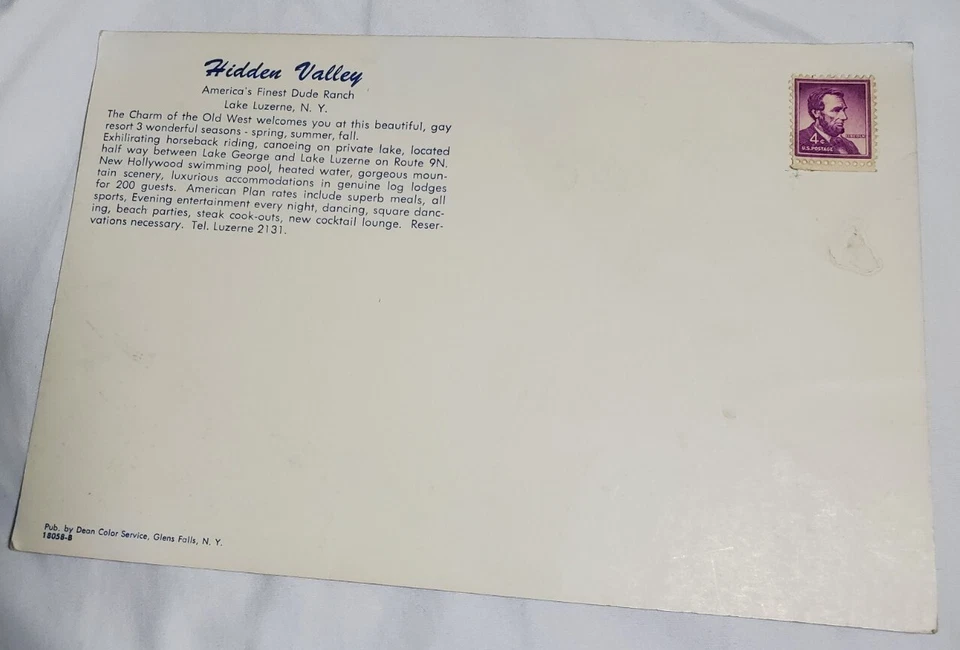 Hidden Valley
America's Finest Dude Ranch
Lake Luzerne, N. Y.
The Charm of the Old West welcomes you at this beautiful, gay
resort 3 wonderful seasons - spring, summer, fall.
Exhilirating horseback riding, canoeing on private lake, located
half way between Lake George and Lake Luzerne on Route 9N.
New Hollywood swimming pool, heated water, gorgeous moun-
tain scenery, luxurious accommodations in genuine log lodges
for 200 guests. American Plan rates include superb meals, all
sports, Evening entertainment every night, dancing, square danc-
ing, beach parties, steak cook-outs, new cocktail lounge. Reser-
vations necessary. Tel. Luzerne 2131.
4¢
LINCOLN
U.S. POSTAGE
Pub. by Dean Color Service, Glens Falls, N. Y.
18058-B